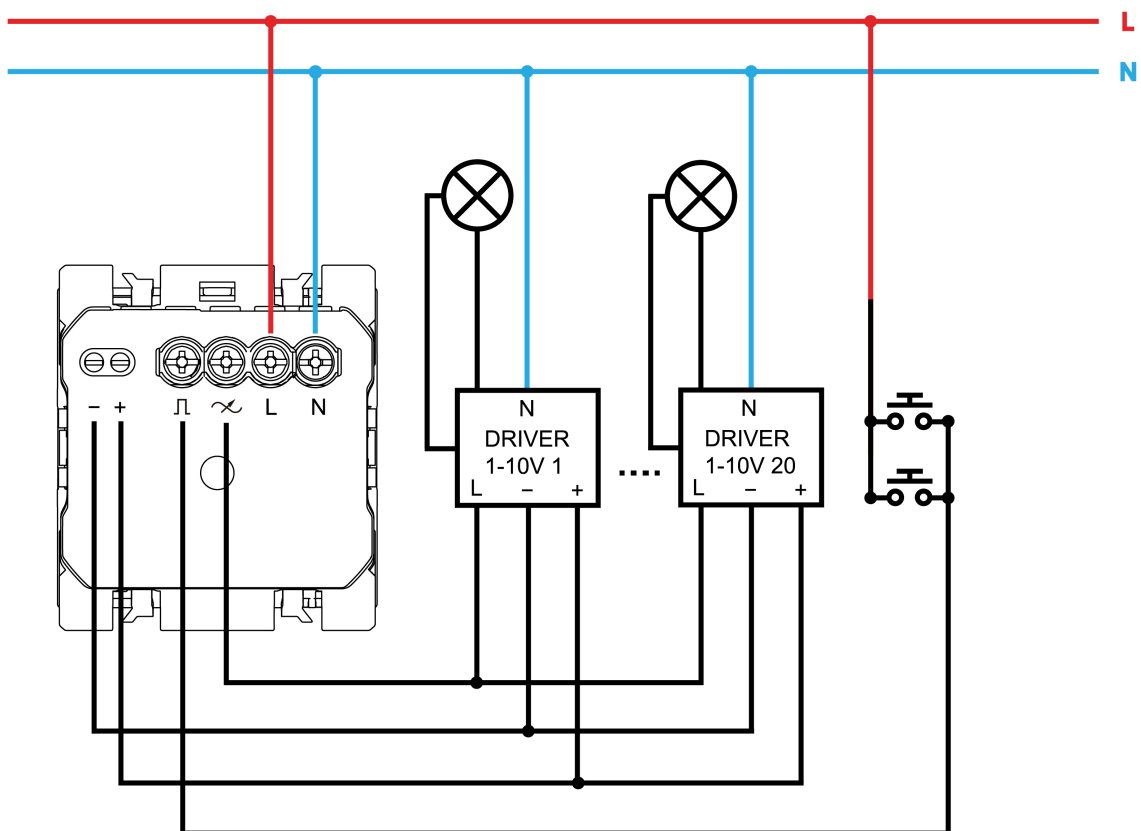 L
N
− + L N
N
DRIVER
1-10V 1
L − +
.....
N
DRIVER
1-10V 20
L − +